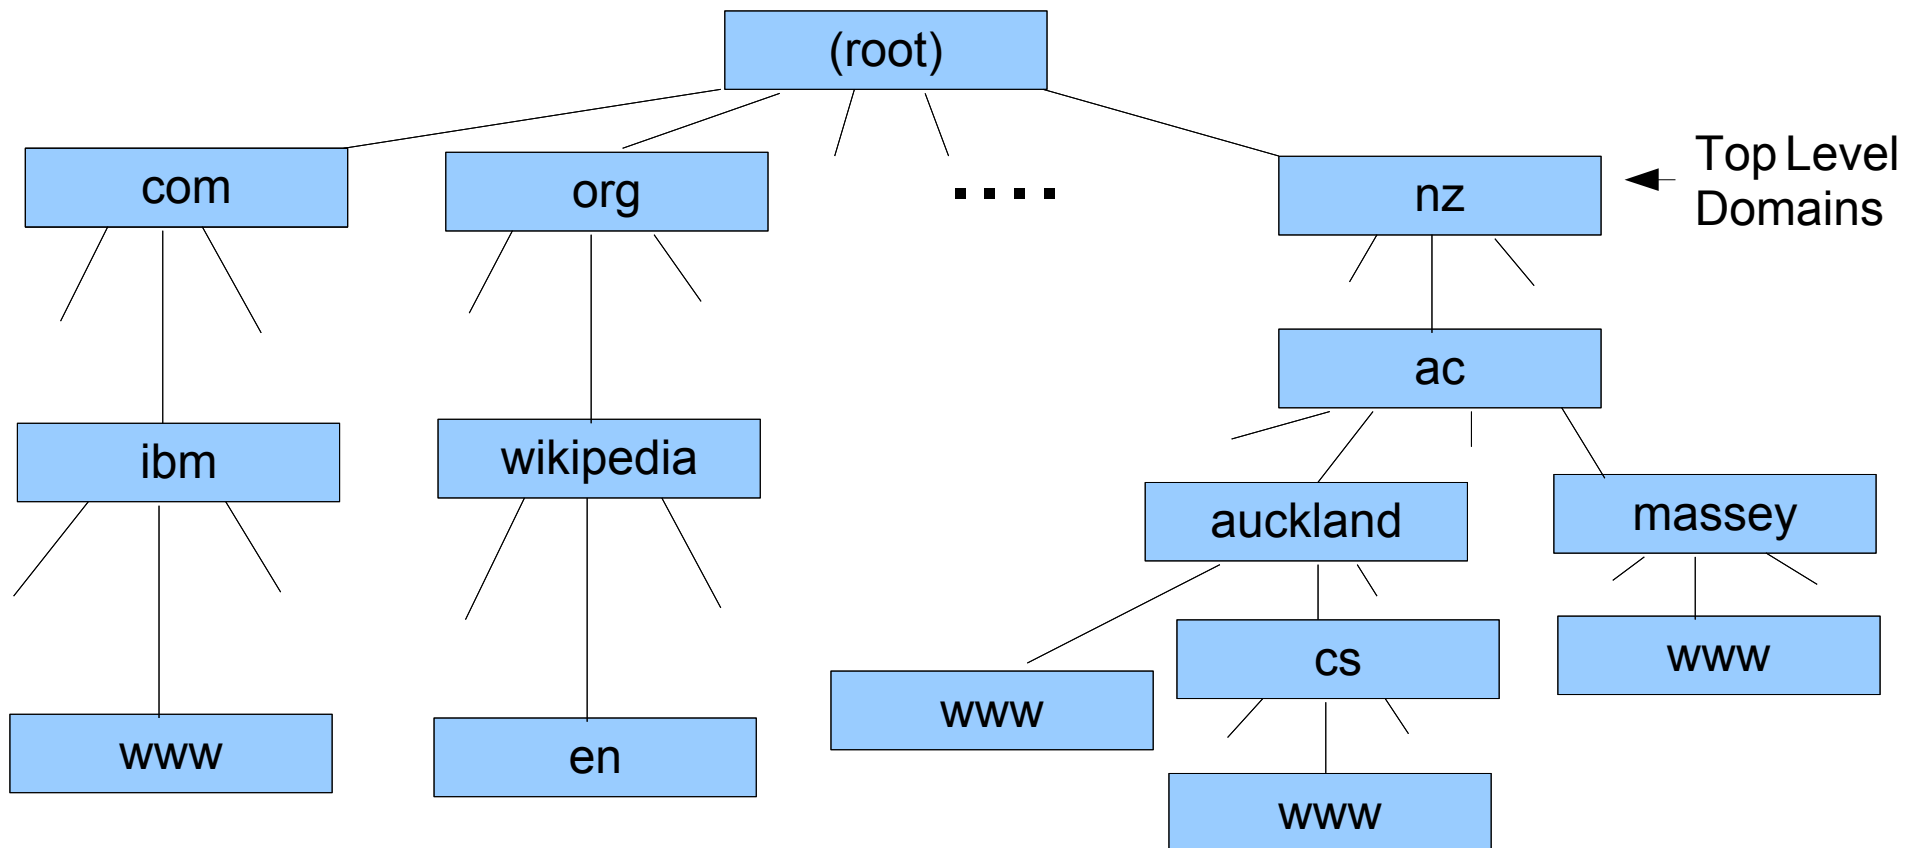 (root)
com
org
....
nz
Top Level
Domains
ac
ibm
wikipedia
auckland
massey
www
en
www
cs
www
www